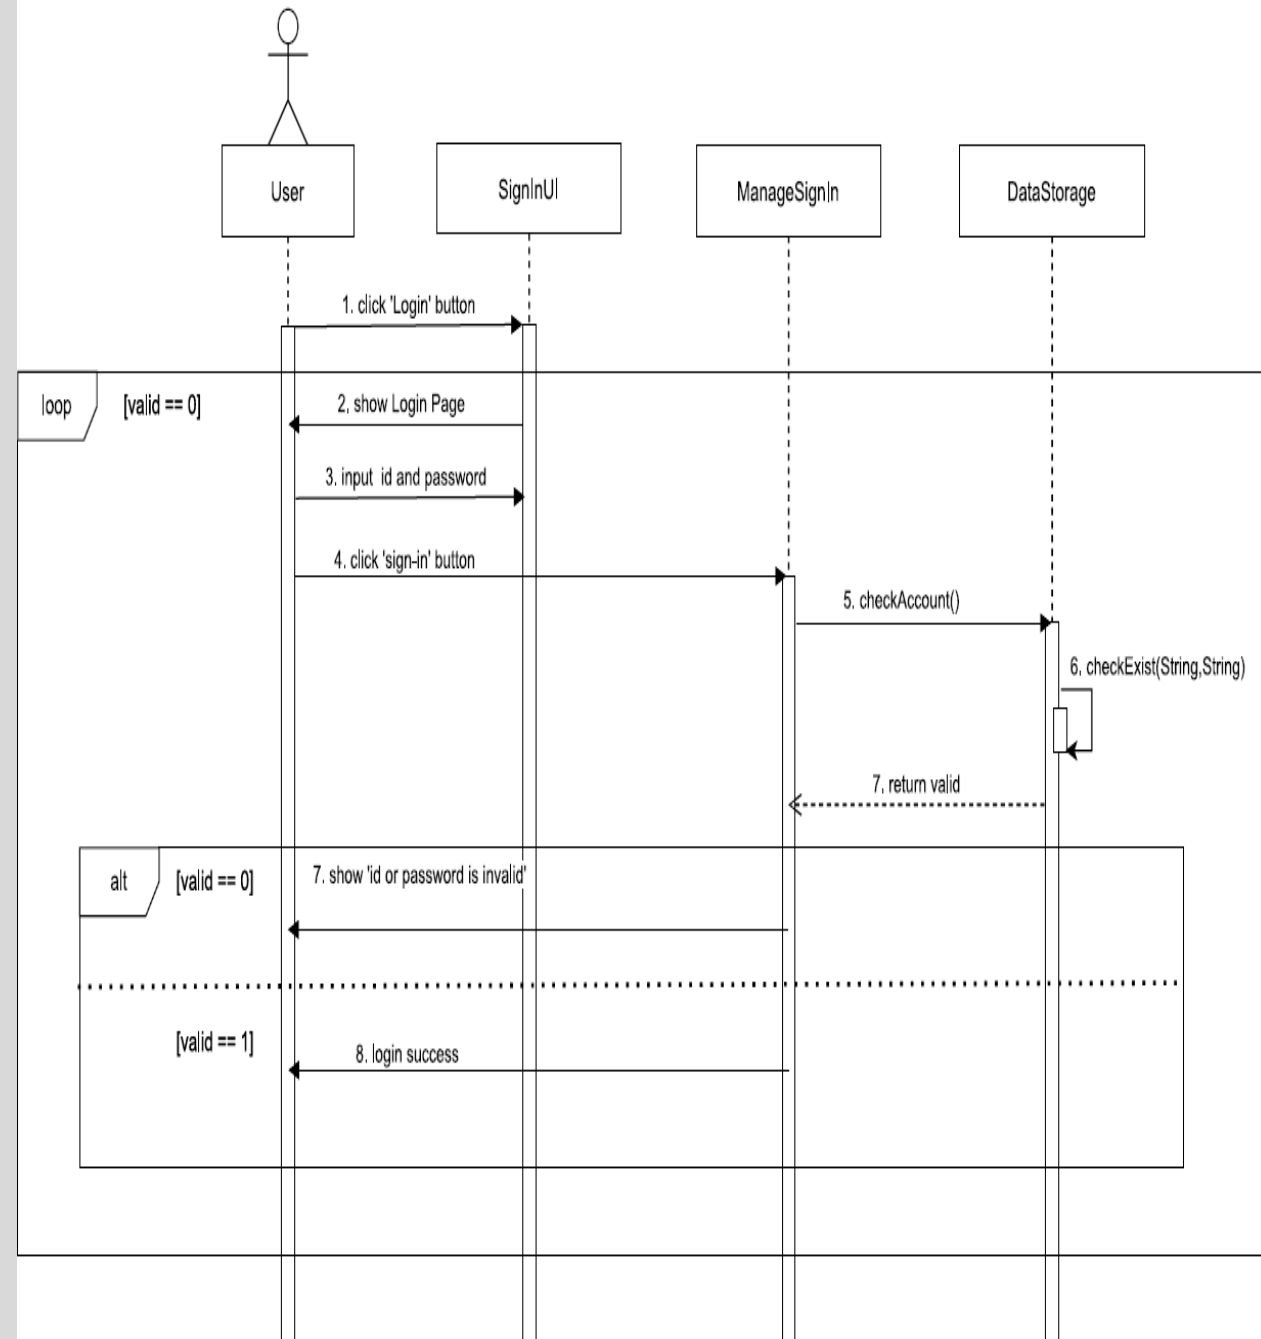 User
SignInUI
ManageSignIn
DataStorage
1. click 'Login' button
loop
[valid == 0]
2, show Login Page
3. input id and password
4. click 'sign-in' button
5. checkAccount()
6, checkExist(String,String)
7. return valid
alt
[valid == 0]
7. show 'id or password is invalid'
[valid == 1]
8. login success